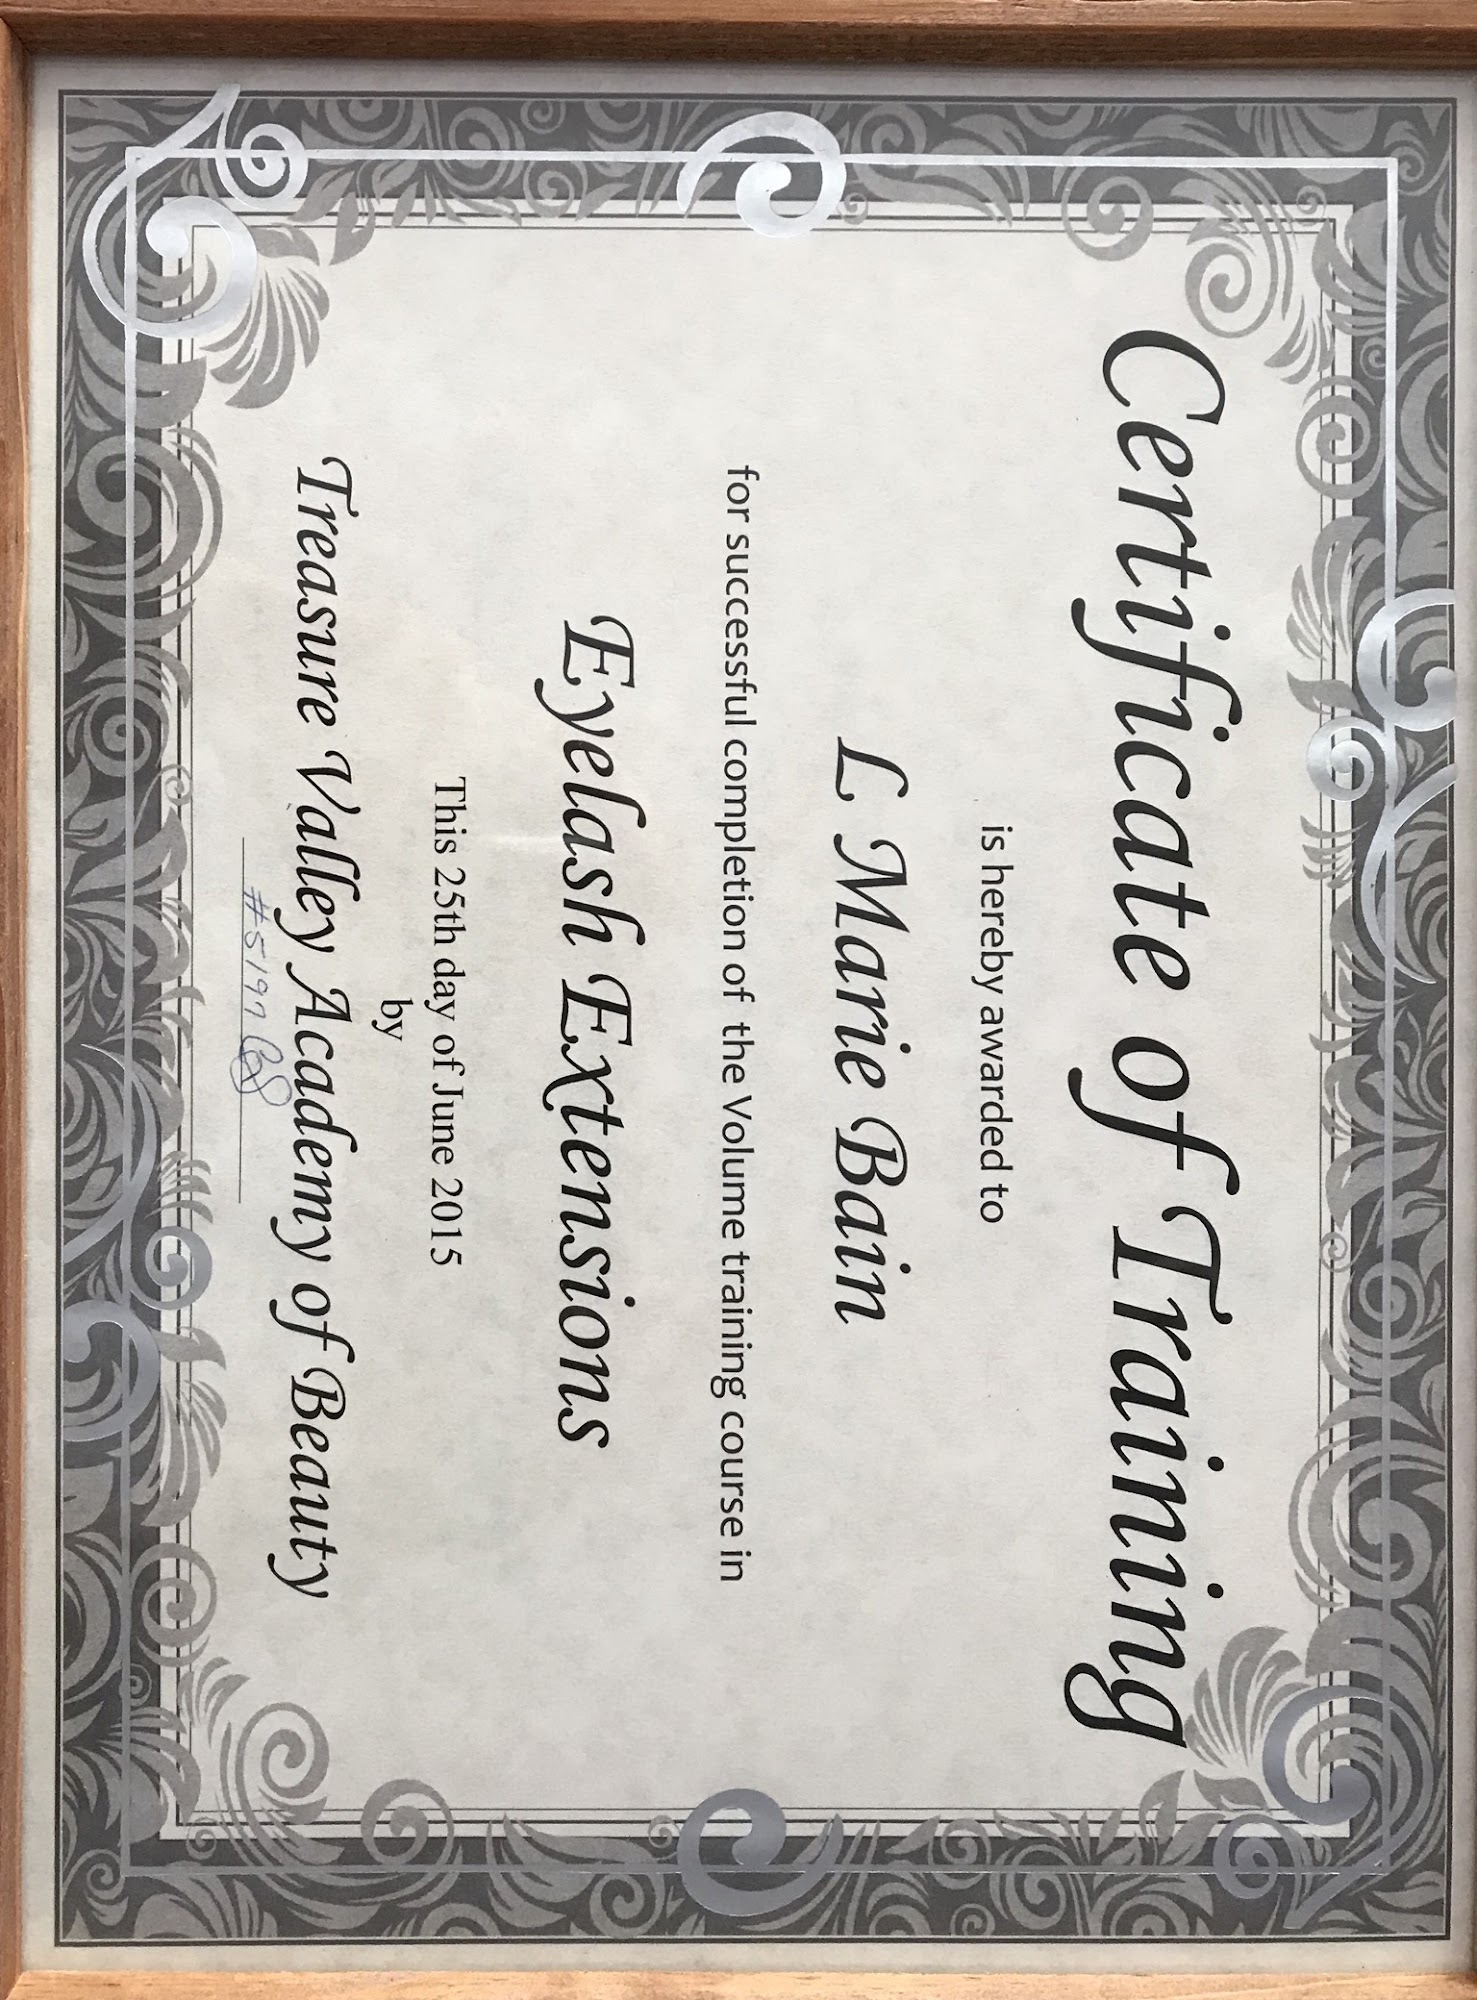 Certificate of Training
is hereby awarded to
L Marie Bain
for successful completion of the Volume training course in
Eyelash Extensions
This 25th day of June 2015
by
Treasure Valley Academy of Beauty
#5197